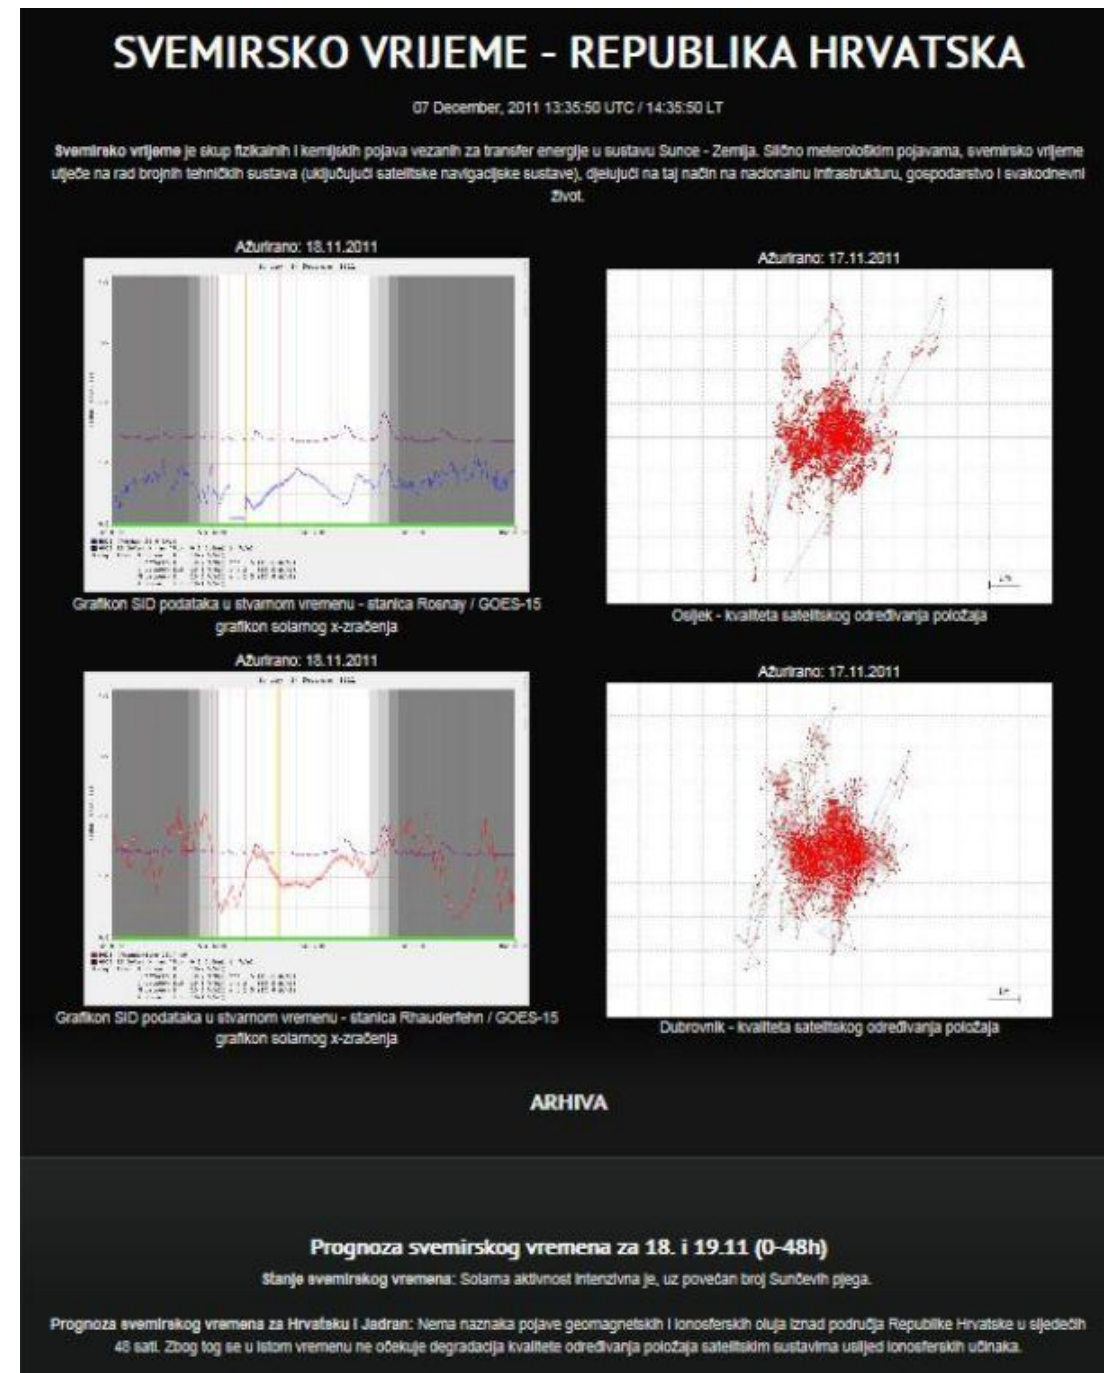 SVEMIRSKO VRIJEME - REPUBLIKA HRVATSKA
07 December, 2011 13:35:50 UTC / 14:35:50 LT
Svemirsko vrijeme je skup fizikalnih i kemijskih pojava vezanih za transfer energije u sustavu Sunce - Zemlja. Slično meterološkim pojavama, svemirsko vrijeme
utječe na rad brojnih tehničkih sustava (uključujući satelitske navigacijske sustave), djelujući na taj način na nacionalnu infrastrukturu, gospodarstvo i svakodnevni
život.
Ažurirano: 18.11.2011
Grafikon SID podataka u stvarnom vremenu - stanica Rosnay / GOES-15
grafikon solarnog x-zračenja
Ažurirano: 17.11.2011
Osijek - kvaliteta satelitskog određivanja položaja
Ažurirano: 18.11.2011
Grafikon SID podataka u stvarnom vremenu - stanica Rhauderfehn / GOES-15
grafikon solarnog x-zračenja
Ažurirano: 17.11.2011
Dubrovnik - kvaliteta satelitskog određivanja položaja
ARHIVA
Prognoza svemirskog vremena za 18. i 19.11 (0-48h)
Stanje svemirskog vremena: Solarna aktivnost intenzivna je, uz povećan broj Sunčevih pjega.
Prognoza svemirskog vremena za Hrvatsku i Jadran: Nema naznaka pojave geomagnetskih i ionosferskih oluja iznad područja Republike Hrvatske u sljedećih
48 sati. Zbog tog se u istom vremenu ne očekuje degradacija kvalitete određivanja položaja satelitskim sustavima uslijed ionosferskih učinaka.